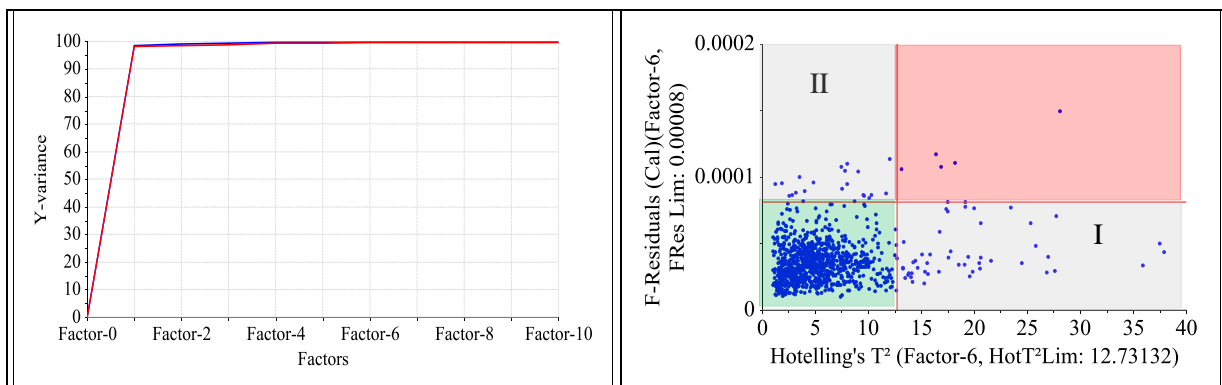 100
90
80
70
60
50
40
30
20
10
0
Y-variance
Factor-0 Factor-2 Factor-4 Factor-6 Factor-8 Factor-10
Factors
F-Residuals (Cal)(Factor-6,
FRes Lim: 0.00008)
0.0002
0.0001
0
II
I
0 5 10 15 20 25 30 35 40
Hotelling's T² (Factor-6, HotT²Lim: 12.73132)